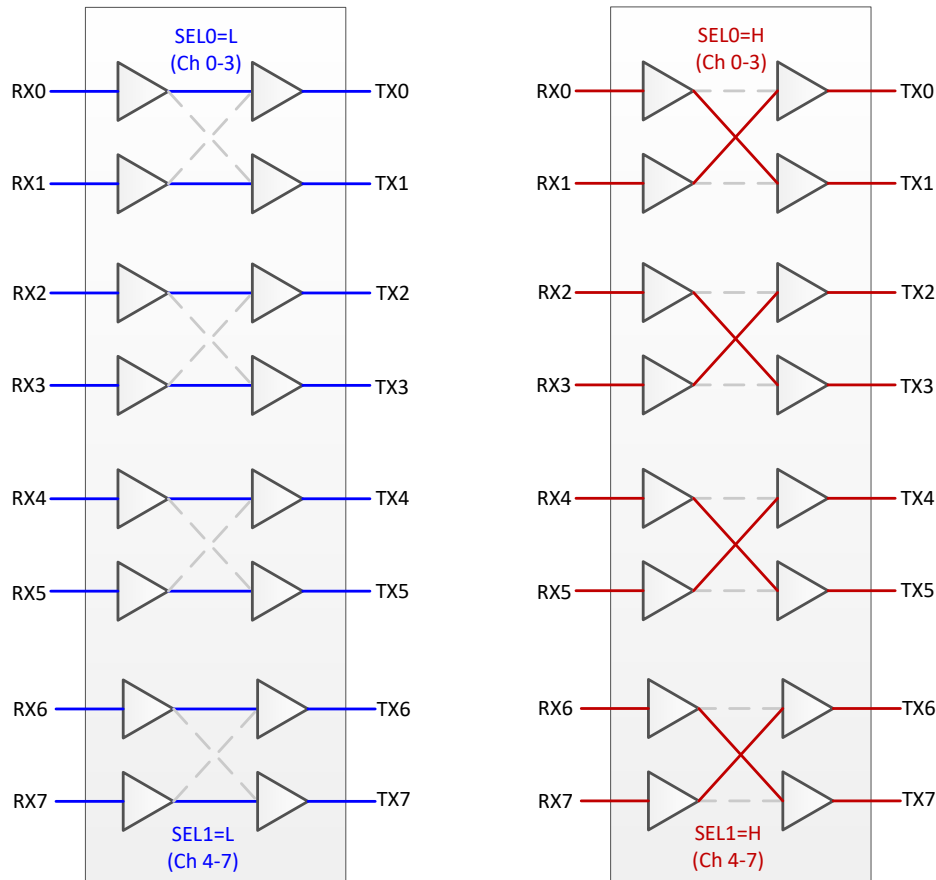 SEL0=L
(Ch 0-3)
RX0
TX0
RX1
TX1
RX2
TX2
RX3
TX3
RX4
TX4
RX5
TX5
RX6
TX6
RX7
TX7
SEL1=L
(Ch 4-7)
SEL0=H
(Ch 0-3)
RX0
TX0
RX1
TX1
RX2
TX2
RX3
TX3
RX4
TX4
RX5
TX5
RX6
TX6
RX7
TX7
SEL1=H
(Ch 4-7)